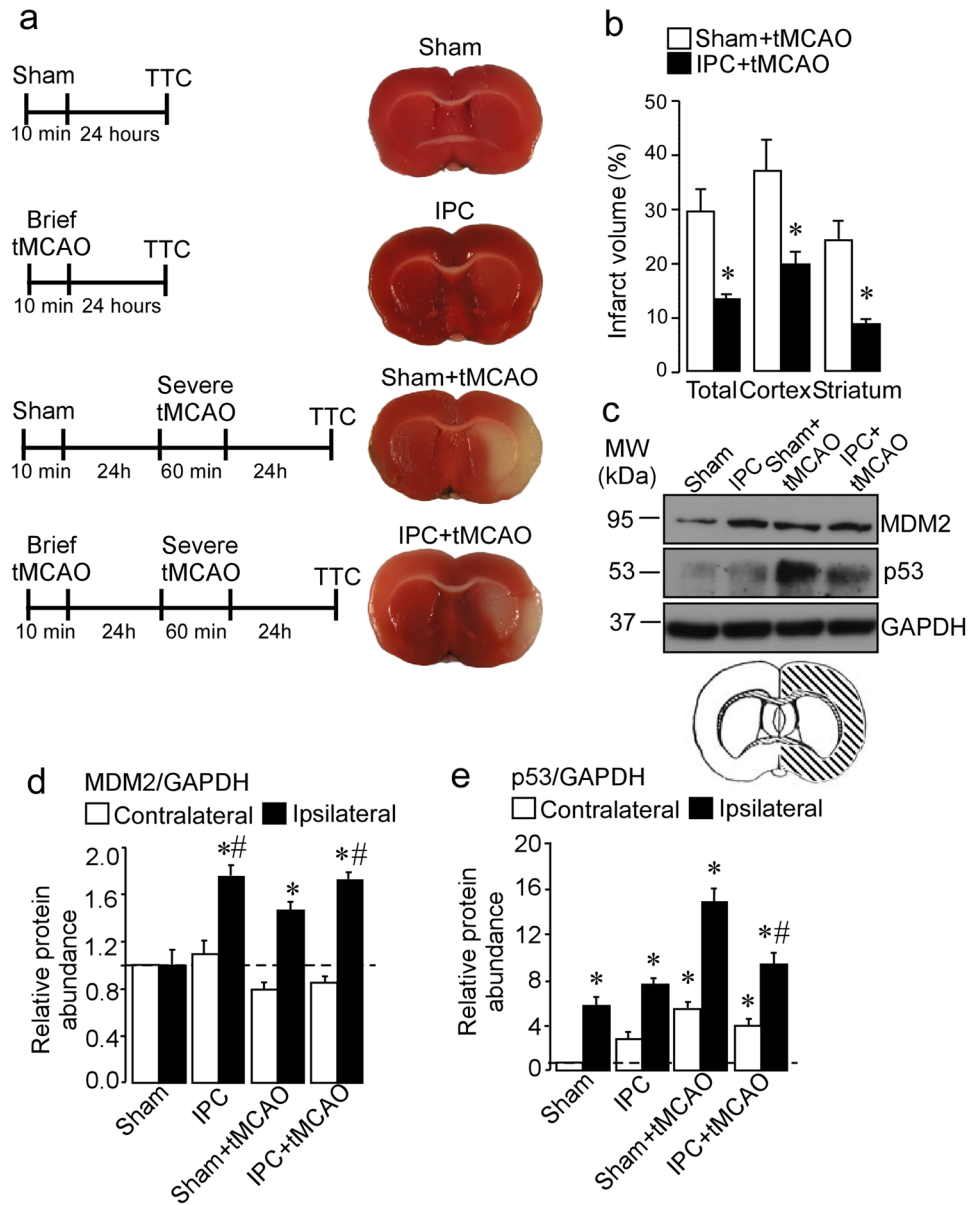 a
Sham
TTC
10 min
24 hours
Sham
Brief
tMCAO
TTC
10 min
24 hours
IPC
Sham
Severe
tMCAO
TTC
10 min
24h
60 min
24h
Sham+tMCAO
Brief
tMCAO
Severe
tMCAO
TTC
10 min
24h
60 min
24h
IPC+tMCAO
b
Sham+tMCAO
IPC+tMCAO
Infarct volume (%)
50
40
30
20
10
0
*
*
*
Total
Cortex
Striatum
c
MW
(kDa)
Sham
IPC
Sham+
tMCAO
IPC+
tMCAO
95
MDM2
53
p53
37
GAPDH
d
MDM2/GAPDH
Contralateral
Ipsilateral
Relative protein
abundance
2.0
1.6
1.2
0.8
0.4
0.0
*#
*
*#
Sham
IPC
Sham+tMCAO
IPC+tMCAO
e
p53/GAPDH
Contralateral
Ipsilateral
Relative protein
abundance
20
16
12
8
4
0
*
*
*
*
*
*#
Sham
IPC
Sham+tMCAO
IPC+tMCAO